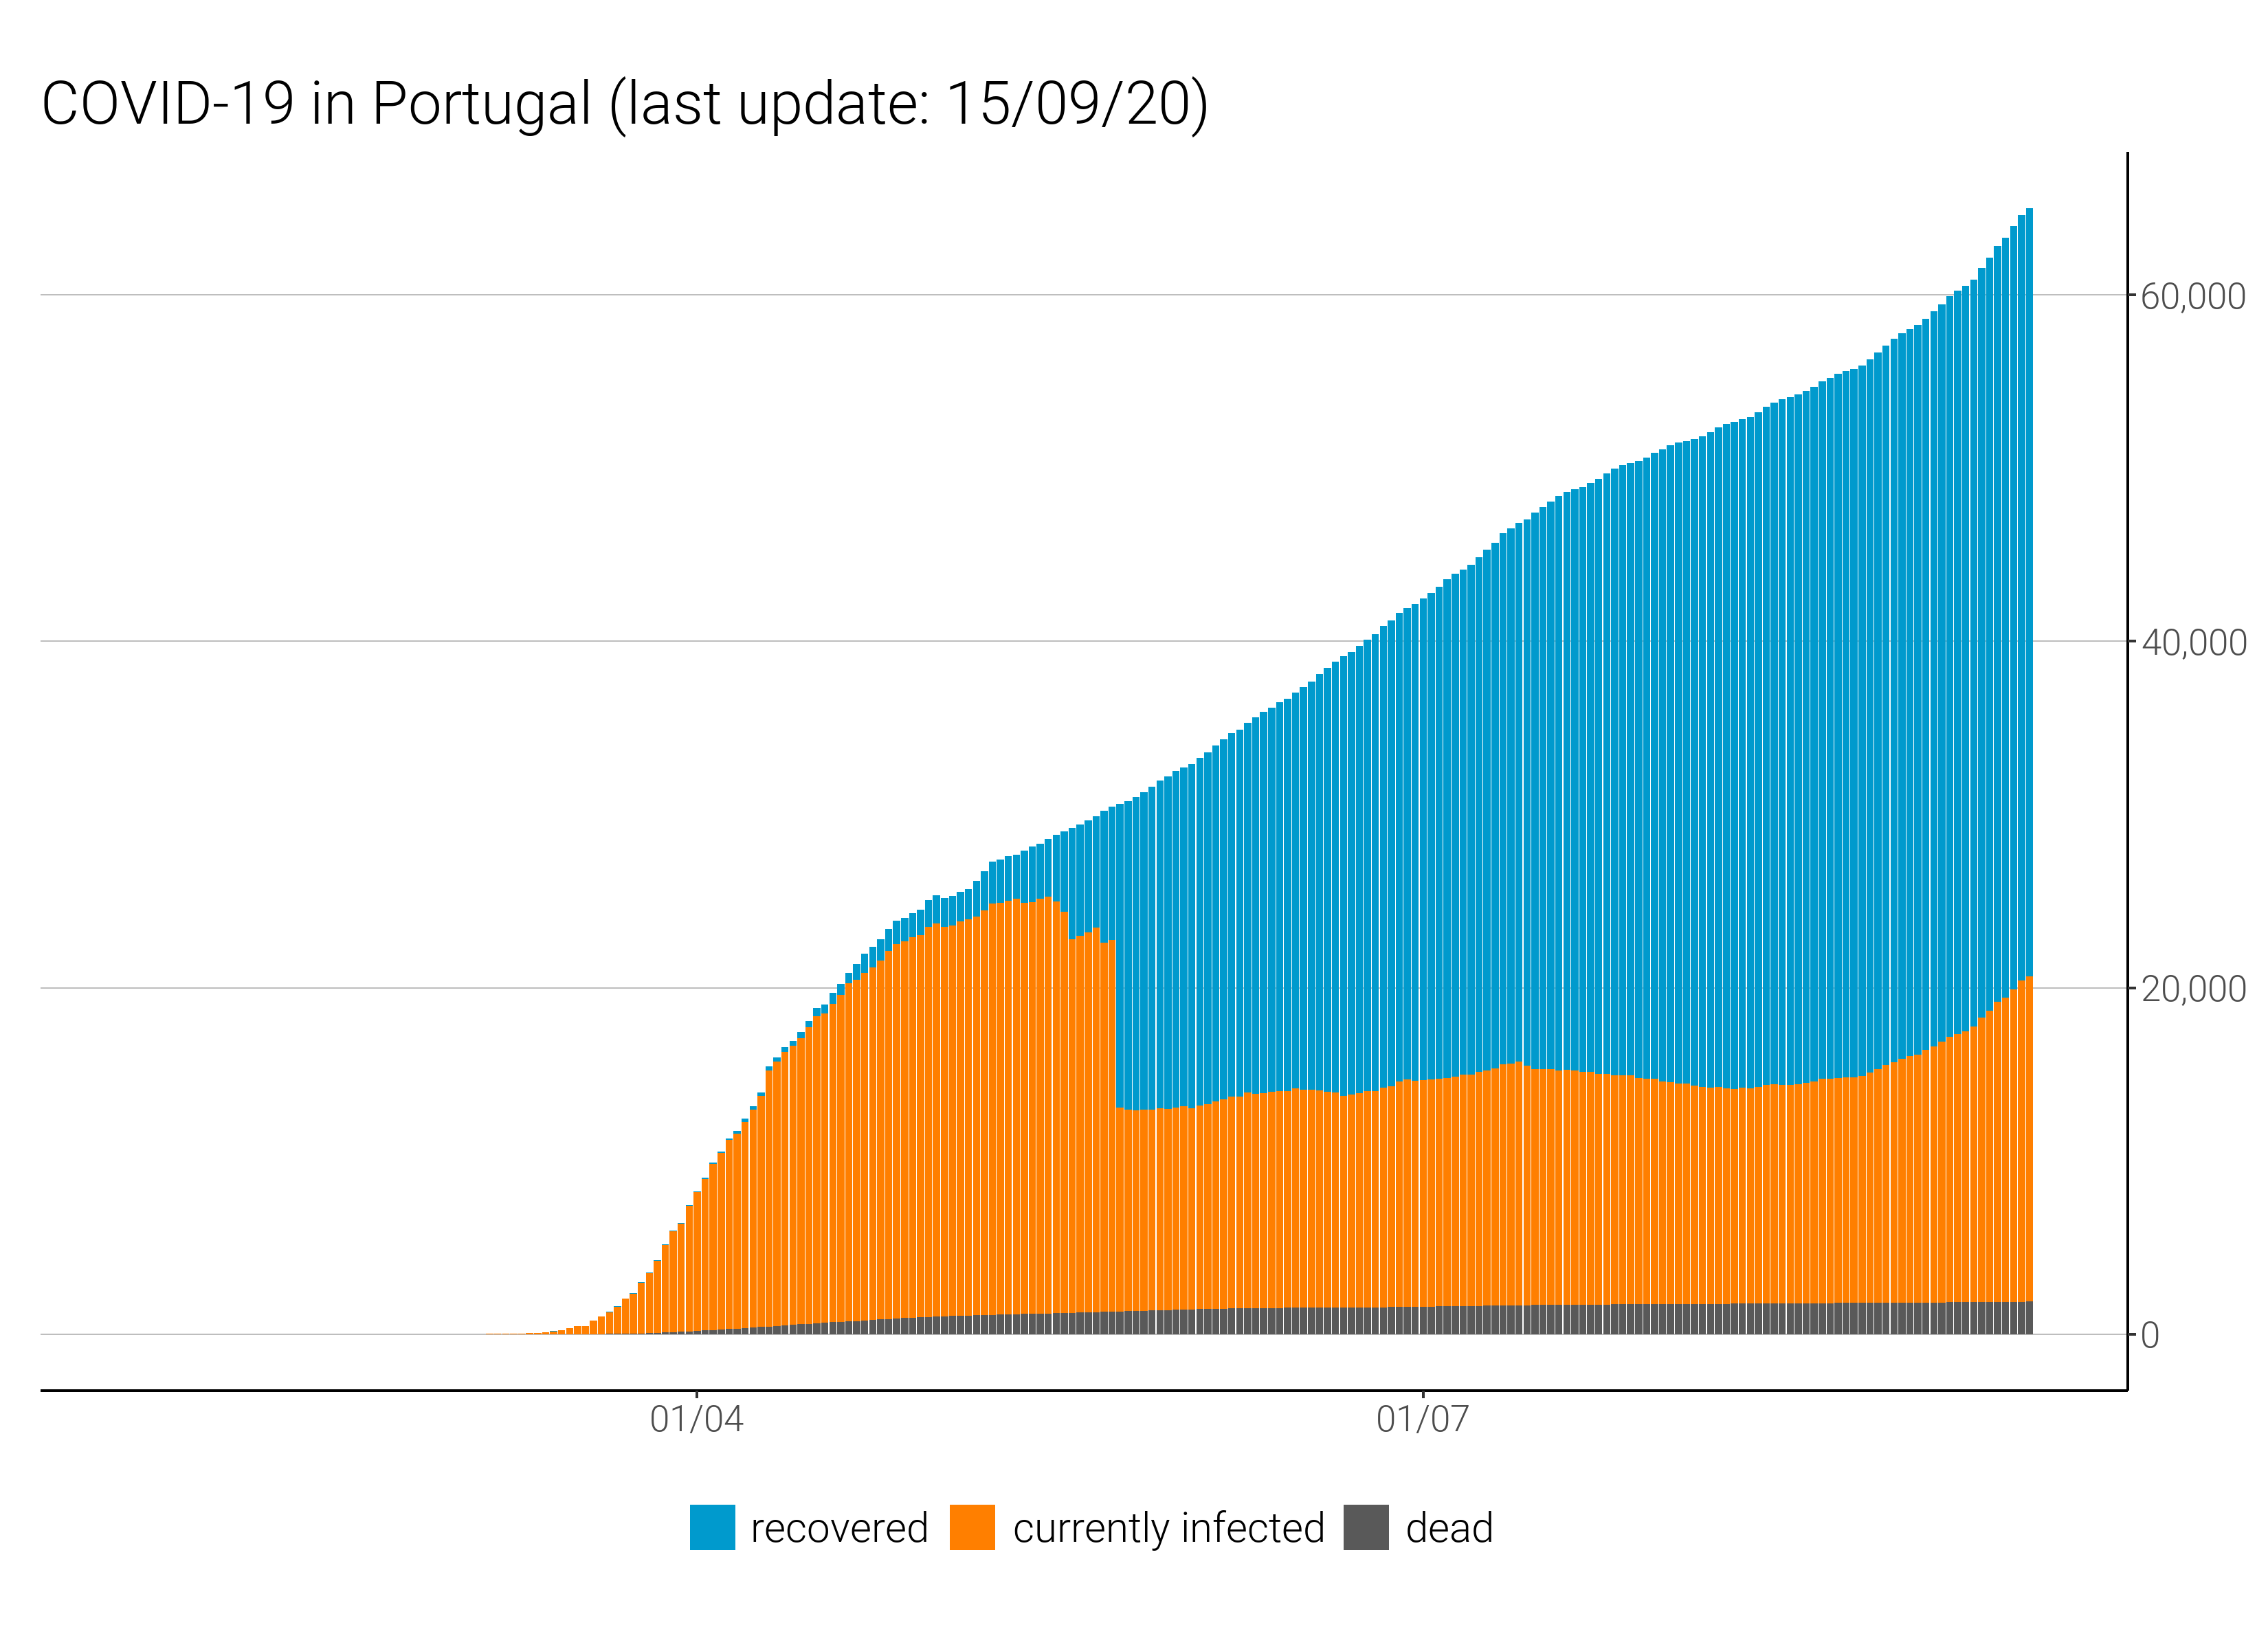 COVID-19 in Portugal (last update: 15/09/20)
60,000
40,000
20,000
0
01/04 01/07
recovered currently infected dead